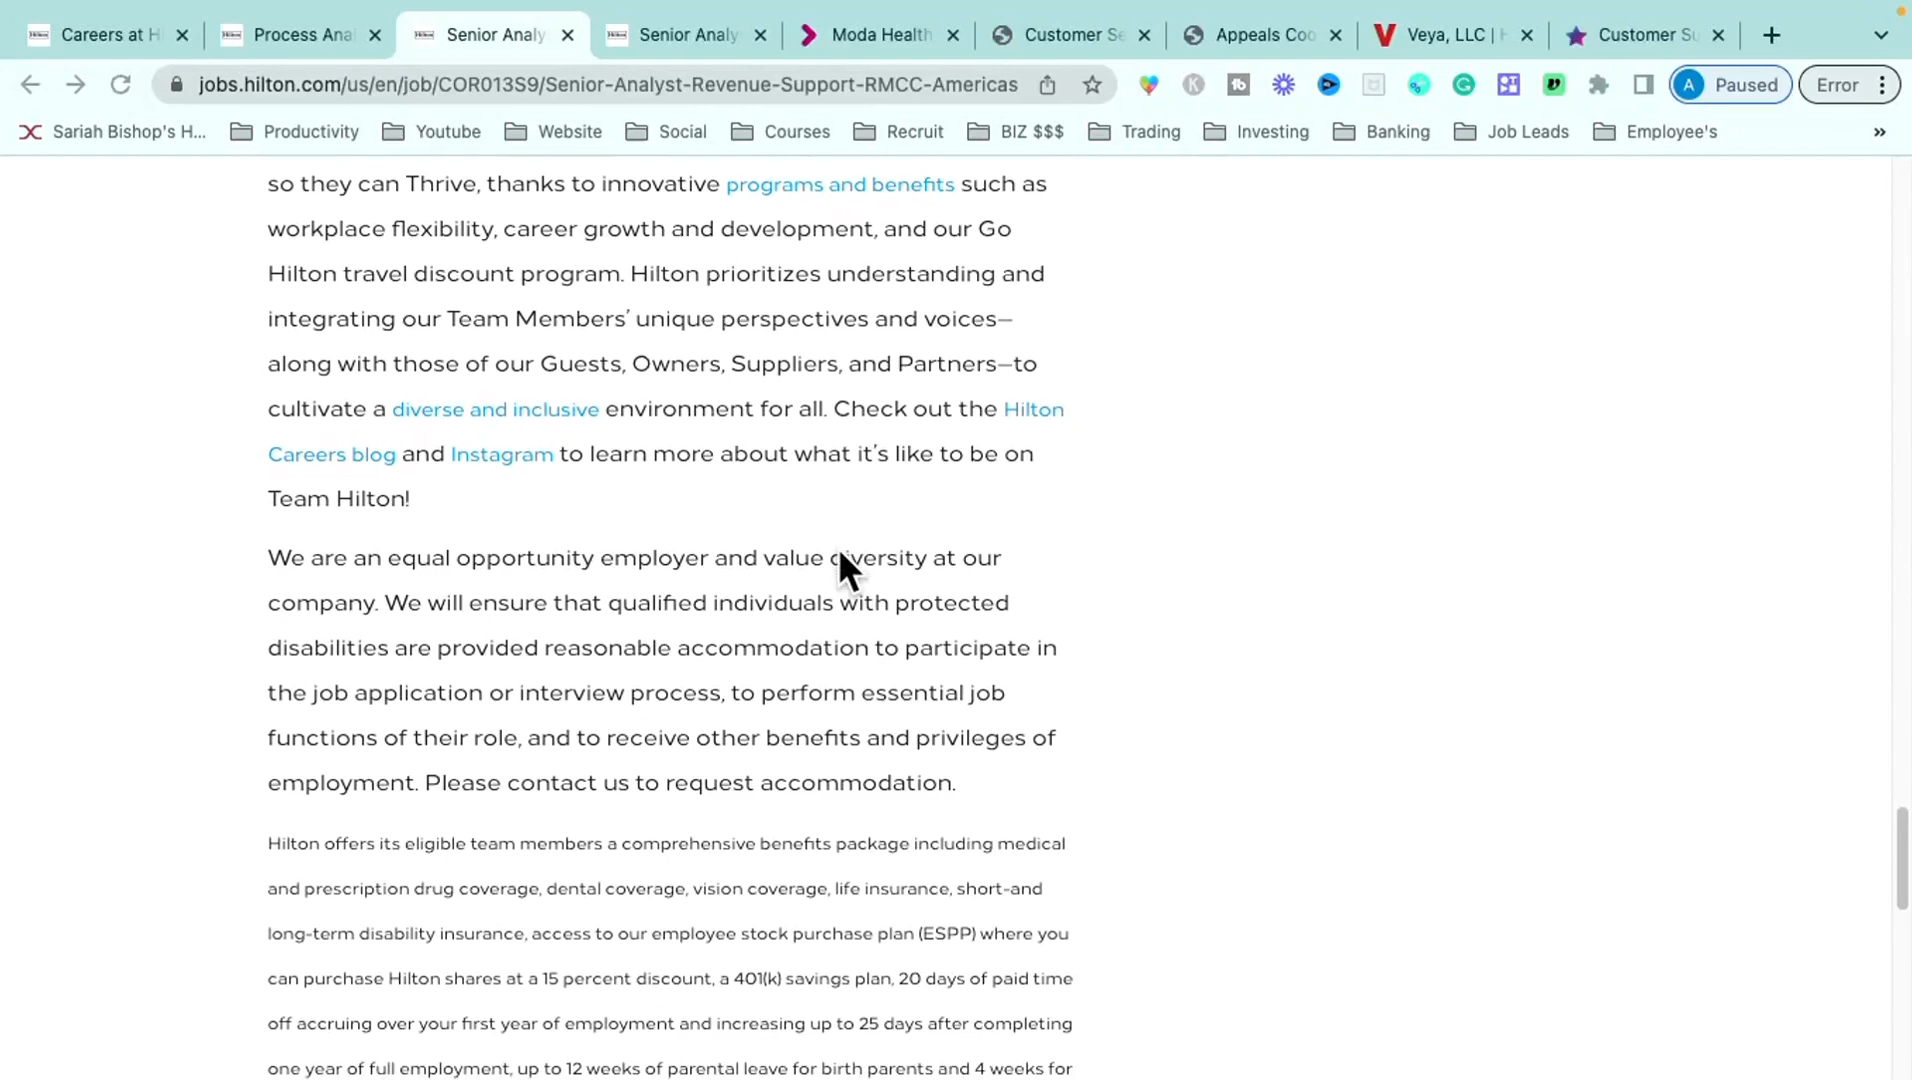 Careers at H
Process Ana
Senior Analy
Senior Analy
Moda Health
Customer Se
Appeals Coo
Veya, LLC | H
Customer Su
jobs.hilton.com/us/en/job/COR013S9/Senior-Analyst-Revenue-Support-RMCC-Americas
A
Paused
Error
Sariah Bishop's H...
Productivity
Youtube
Website
Social
Courses
Recruit
BIZ $$$
Trading
Investing
Banking
Job Leads
Employee's
»
so they can Thrive, thanks to innovative programs and benefits such as
workplace flexibility, career growth and development, and our Go
Hilton travel discount program. Hilton prioritizes understanding and
integrating our Team Members' unique perspectives and voices—
along with those of our Guests, Owners, Suppliers, and Partners—to
cultivate a diverse and inclusive environment for all. Check out the Hilton
Careers blog and Instagram to learn more about what it's like to be on
Team Hilton!
We are an equal opportunity employer and value diversity at our
company. We will ensure that qualified individuals with protected
disabilities are provided reasonable accommodation to participate in
the job application or interview process, to perform essential job
functions of their role, and to receive other benefits and privileges of
employment. Please contact us to request accommodation.
Hilton offers its eligible team members a comprehensive benefits package including medical
and prescription drug coverage, dental coverage, vision coverage, life insurance, short-and
long-term disability insurance, access to our employee stock purchase plan (ESPP) where you
can purchase Hilton shares at a 15 percent discount, a 401(k) savings plan, 20 days of paid time
off accruing over your first year of employment and increasing up to 25 days after completing
one year of full employment, up to 12 weeks of parental leave for birth parents and 4 weeks for